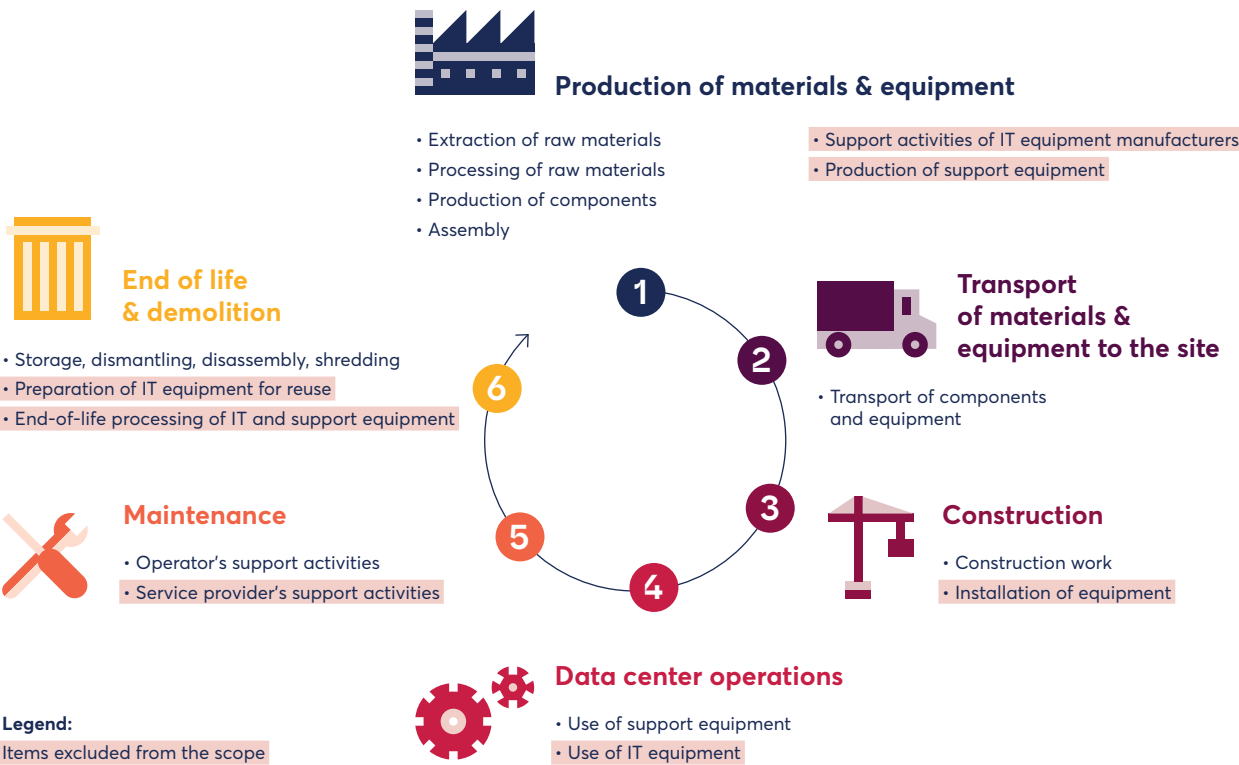 Production of materials & equipment
• Extraction of raw materials
• Processing of raw materials
• Production of components
• Assembly
• Support activities of IT equipment manufacturers
• Production of support equipment
1
2
3
4
5
6
Transport
of materials &
equipment to the site
• Transport of components
and equipment
Construction
• Construction work
• Installation of equipment
Data center operations
• Use of support equipment
• Use of IT equipment
Maintenance
• Operator's support activities
• Service provider's support activities
End of life
& demolition
• Storage, dismantling, disassembly, shredding
• Preparation of IT equipment for reuse
• End-of-life processing of IT and support equipment
Legend:
Items excluded from the scope